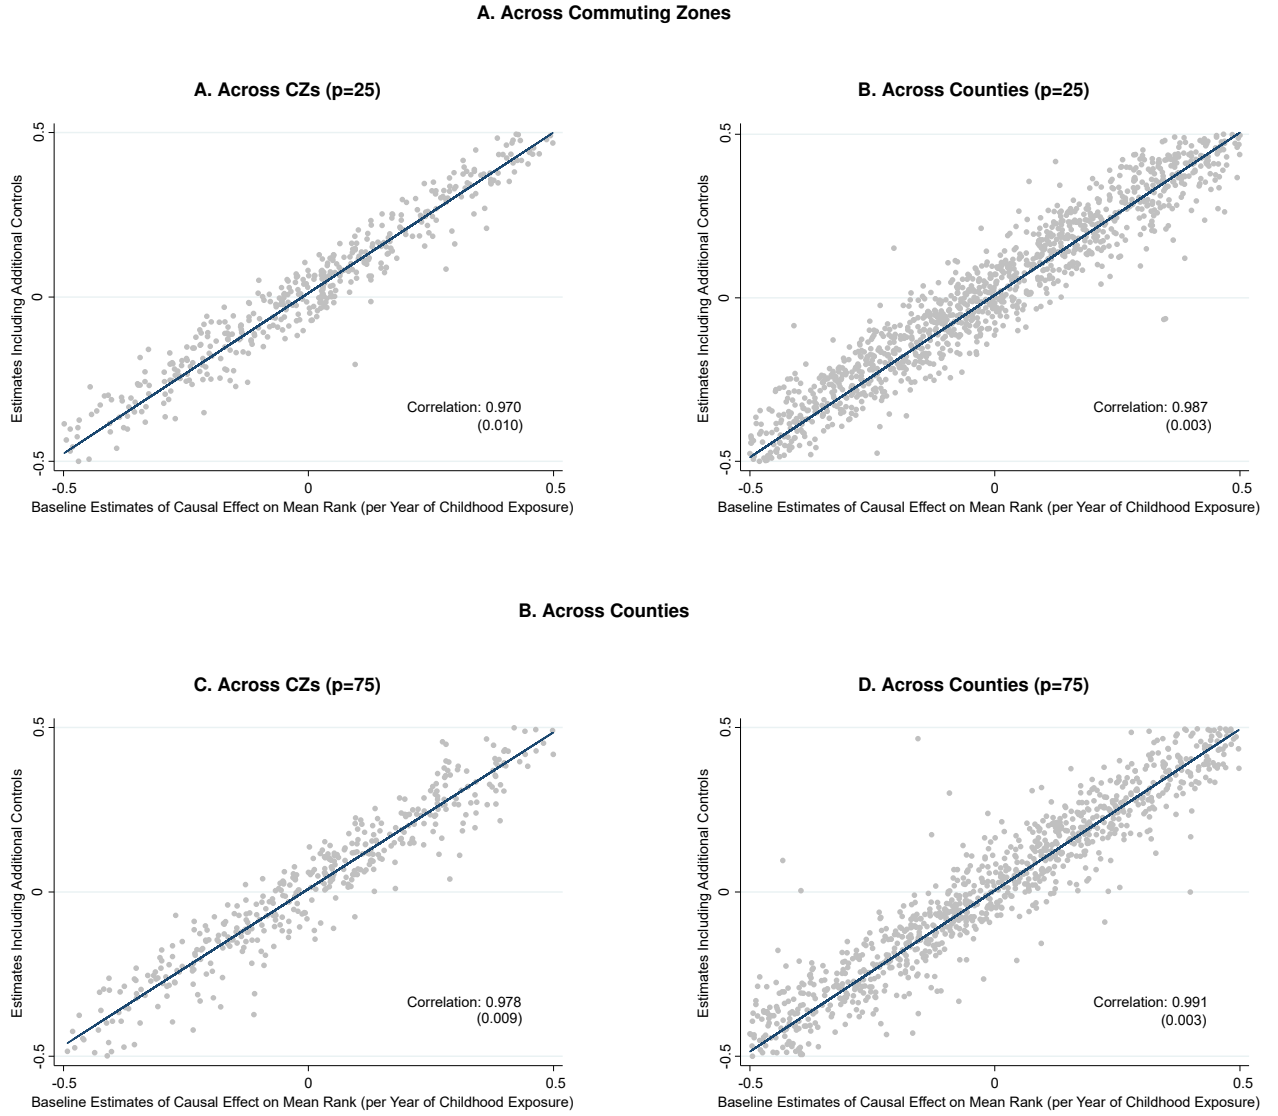 A. Across Commuting Zones
A. Across CZs (p=25)
Estimates Including Additional Controls
0.5
0
-0.5
Correlation: 0.970
(0.010)
-0.5 0 0.5
Baseline Estimates of Causal Effect on Mean Rank (per Year of Childhood Exposure)
B. Across Counties (p=25)
Estimates Including Additional Controls
0.5
0
-0.5
Correlation: 0.987
(0.003)
-0.5 0 0.5
Baseline Estimates of Causal Effect on Mean Rank (per Year of Childhood Exposure)
B. Across Counties
C. Across CZs (p=75)
Estimates Including Additional Controls
0.5
0
-0.5
Correlation: 0.978
(0.009)
-0.5 0 0.5
Baseline Estimates of Causal Effect on Mean Rank (per Year of Childhood Exposure)
D. Across Counties (p=75)
Estimates Including Additional Controls
0.5
0
-0.5
Correlation: 0.991
(0.003)
-0.5 0 0.5
Baseline Estimates of Causal Effect on Mean Rank (per Year of Childhood Exposure)